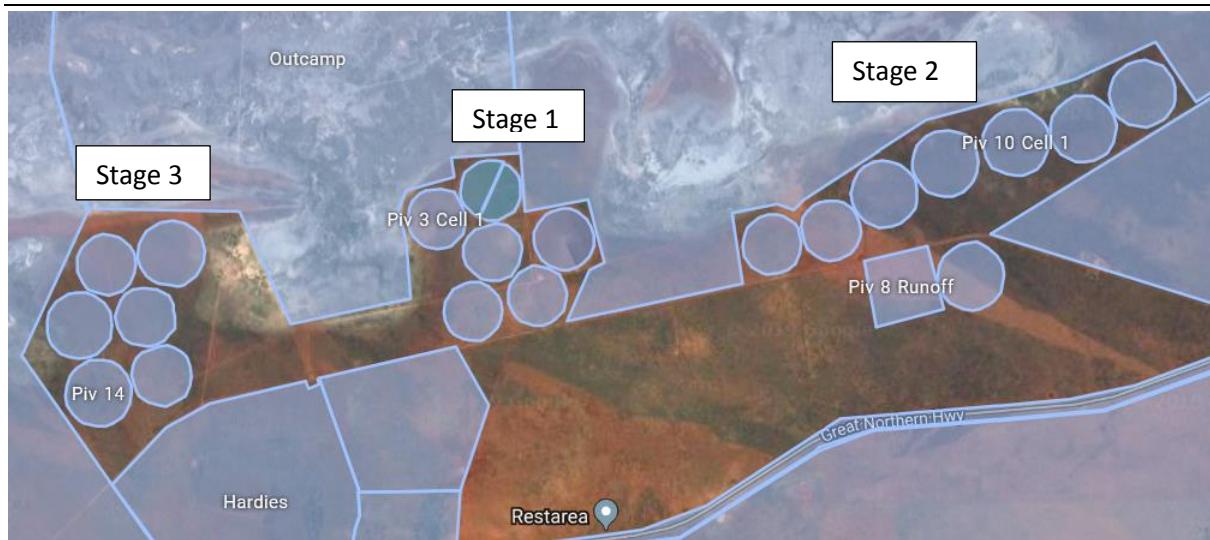 Outcamp
Stage 2
Stage 1
Piv 10 Cell 1
Stage 3
Piv 3 Cell 1
Piv 8 Runoff
Piv 14
Great Northern Hwy
Hardies
Restarea